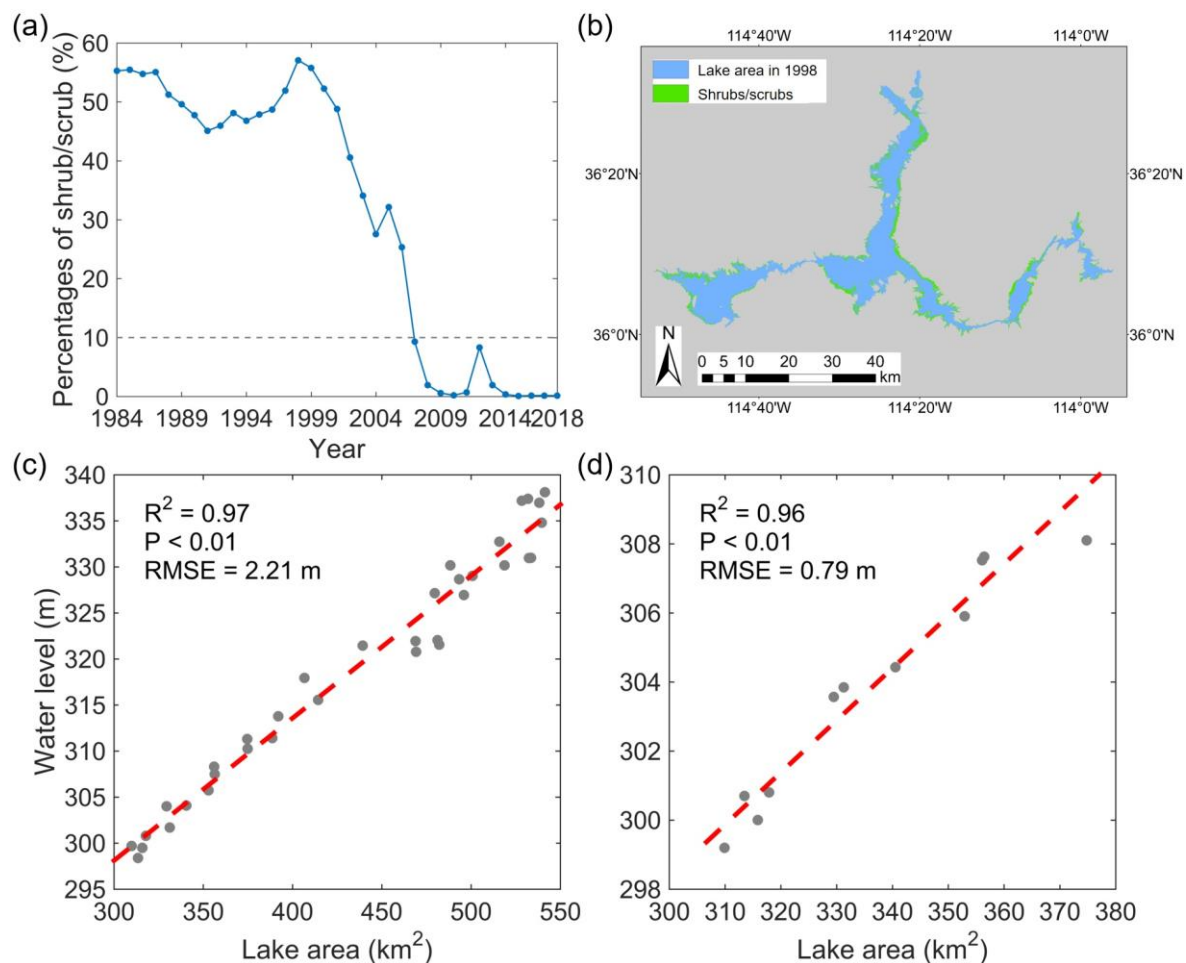 (a)
60
50
40
30
20
10
0
Percentages of shrub/scrub (%)
1984 1989 1994 1999 2004 2009 2014 2018
Year
(b)
114°40'W 114°20'W 114°0'W
Lake area in 1998
Shrubs/scrubs
36°20'N 36°20'N
36°0'N 36°0'N
N
0 5 10 20 30 40
km
114°40'W 114°20'W 114°0'W
(c)
340
335
330
325
320
315
310
305
300
295
Water level (m)
R² = 0.97
P < 0.01
RMSE = 2.21 m
300 350 400 450 500 550
Lake area (km²)
(d)
310
308
306
304
302
300
298
R² = 0.96
P < 0.01
RMSE = 0.79 m
300 310 320 330 340 350 360 370 380
Lake area (km²)